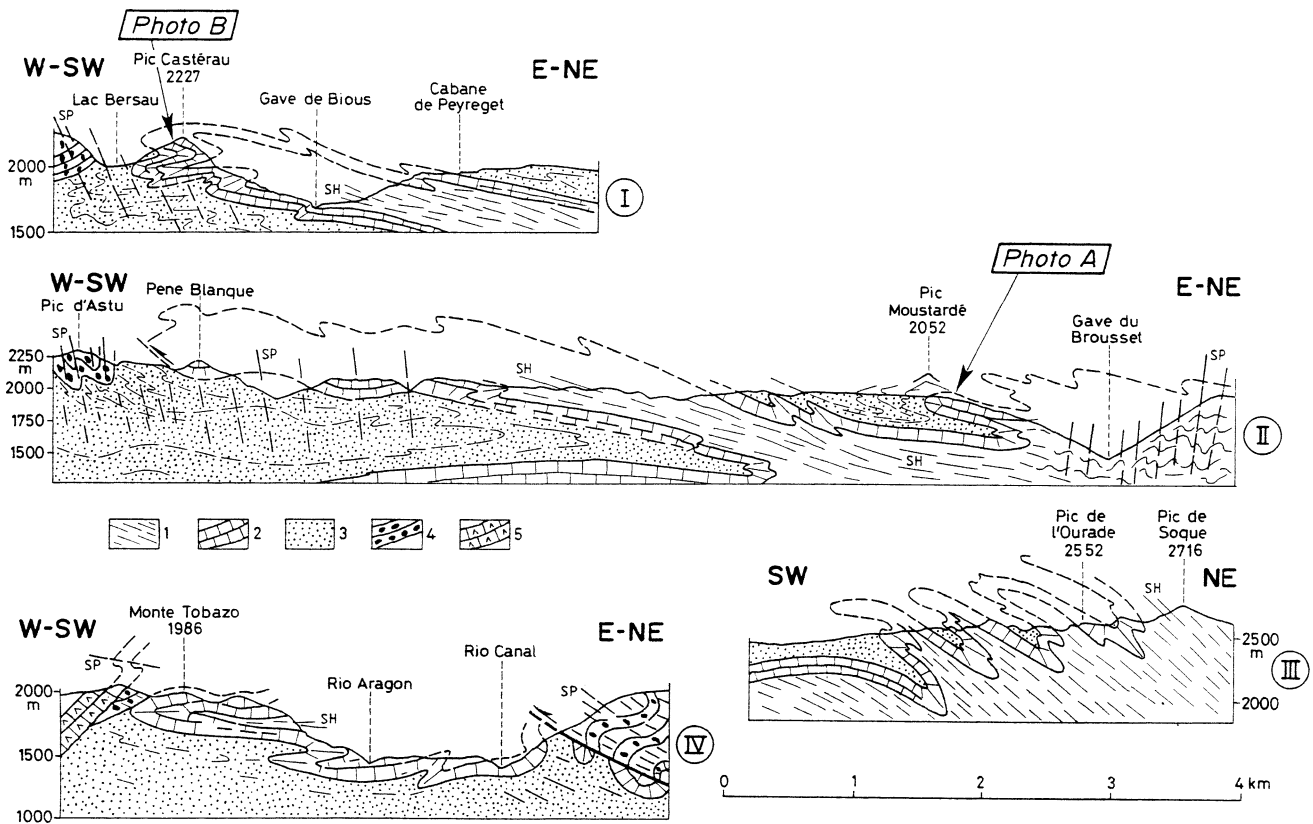 Photo B
Pic Castérau
2227
W-SW
E-NE
Lac Bersau
Gave de Bious
Cabane
de Peyreget
SP
SH
2000
m
1500
I
Photo A
W-SW
Pic d'Astu
Pene Blanque
Pic
Moustardé
2052
Gave du
Brousset
E-NE
SP
SP
SP
SH
SH
2250
m
2000
1750
1500
II
1
2
3
4
5
Pic de
l'Ourade
2552
Pic de
Soque
2716
SW
NE
SH
2500
m
2000
III
W-SW
Monte Tobazo
1986
E-NE
Rio Canal
Rio Aragon
SP
SP
SH
2000
m
1500
1000
IV
0
1
2
3
4 km